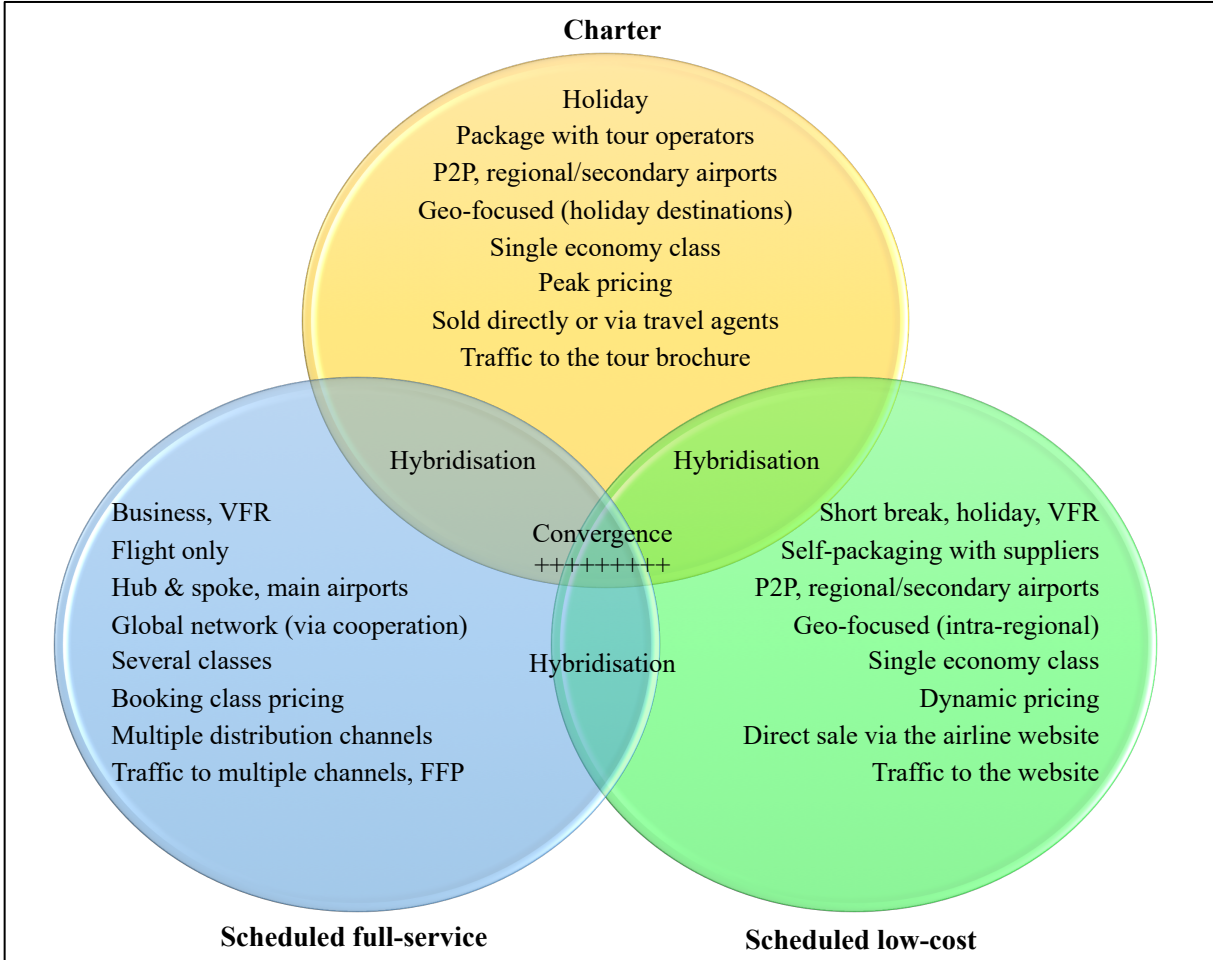 Charter
Holiday
Package with tour operators
P2P, regional/secondary airports
Geo-focused (holiday destinations)
Single economy class
Peak pricing
Sold directly or via travel agents
Traffic to the tour brochure
Hybridisation
Hybridisation
Convergence
+++++++++
Hybridisation
Business, VFR
Flight only
Hub & spoke, main airports
Global network (via cooperation)
Several classes
Booking class pricing
Multiple distribution channels
Traffic to multiple channels, FFP
Short break, holiday, VFR
Self-packaging with suppliers
P2P, regional/secondary airports
Geo-focused (intra-regional)
Single economy class
Dynamic pricing
Direct sale via the airline website
Traffic to the website
Scheduled full-service
Scheduled low-cost